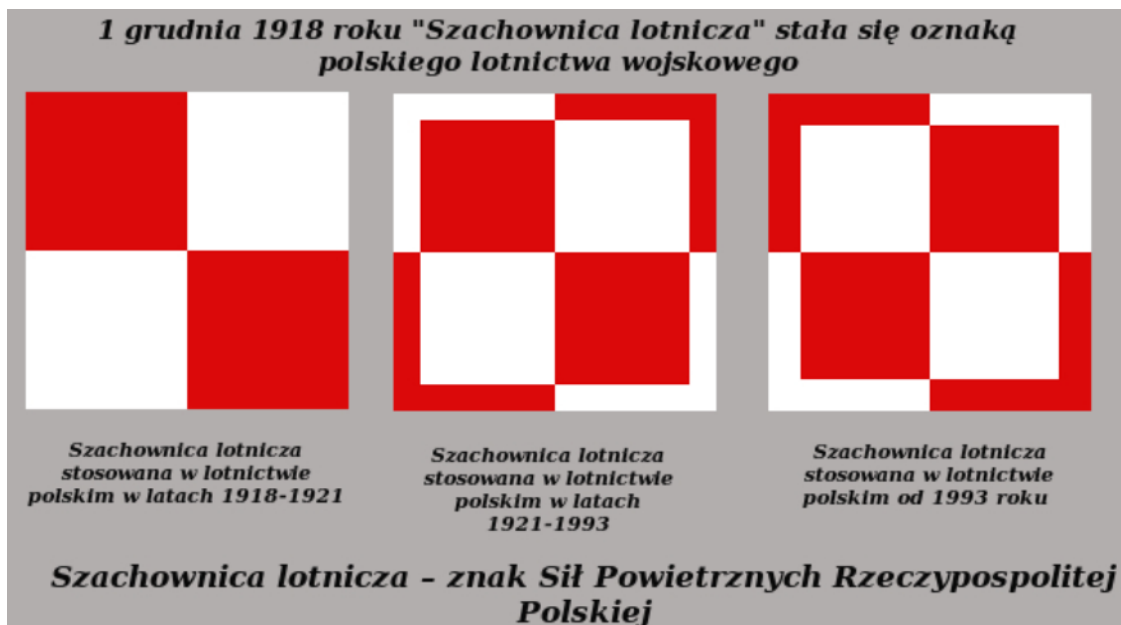 1 grudnia 1918 roku "Szachownica lotnicza" stała się oznaką
polskiego lotnictwa wojskowego
Szachownica lotnicza
stosowana w lotnictwie
polskim w latach 1918-1921
Szachownica lotnicza
stosowana w lotnictwie
polskim w latach
1921-1993
Szachownica lotnicza
stosowana w lotnictwie
polskim od 1993 roku
Szachownica lotnicza – znak Sił Powietrznych Rzeczypospolitej
Polskiej